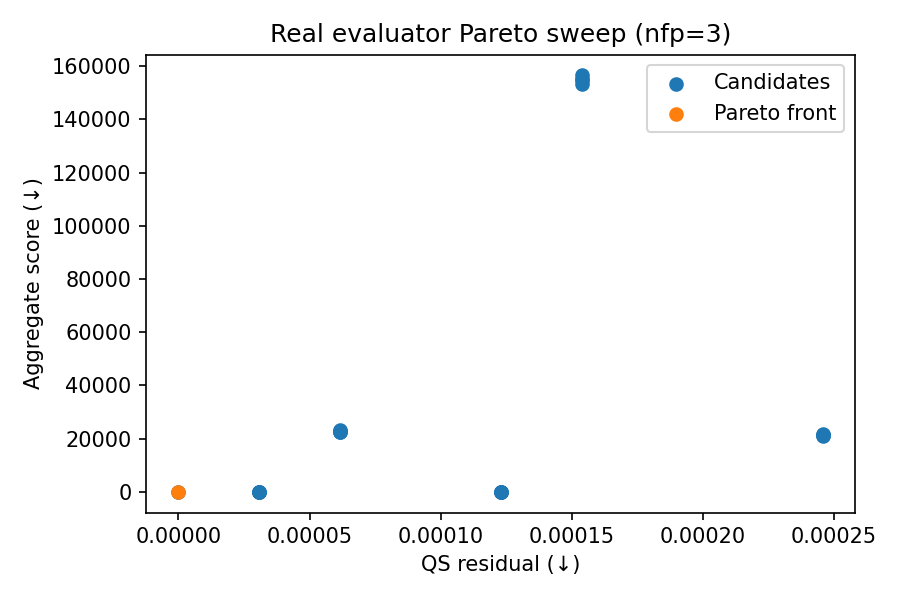 Real evaluator Pareto sweep (nfp=3)
Candidates
Pareto front
Aggregate score (↓)
160000
140000
120000
100000
80000
60000
40000
20000
0
0.00000 0.00005 0.00010 0.00015 0.00020 0.00025
QS residual (↓)